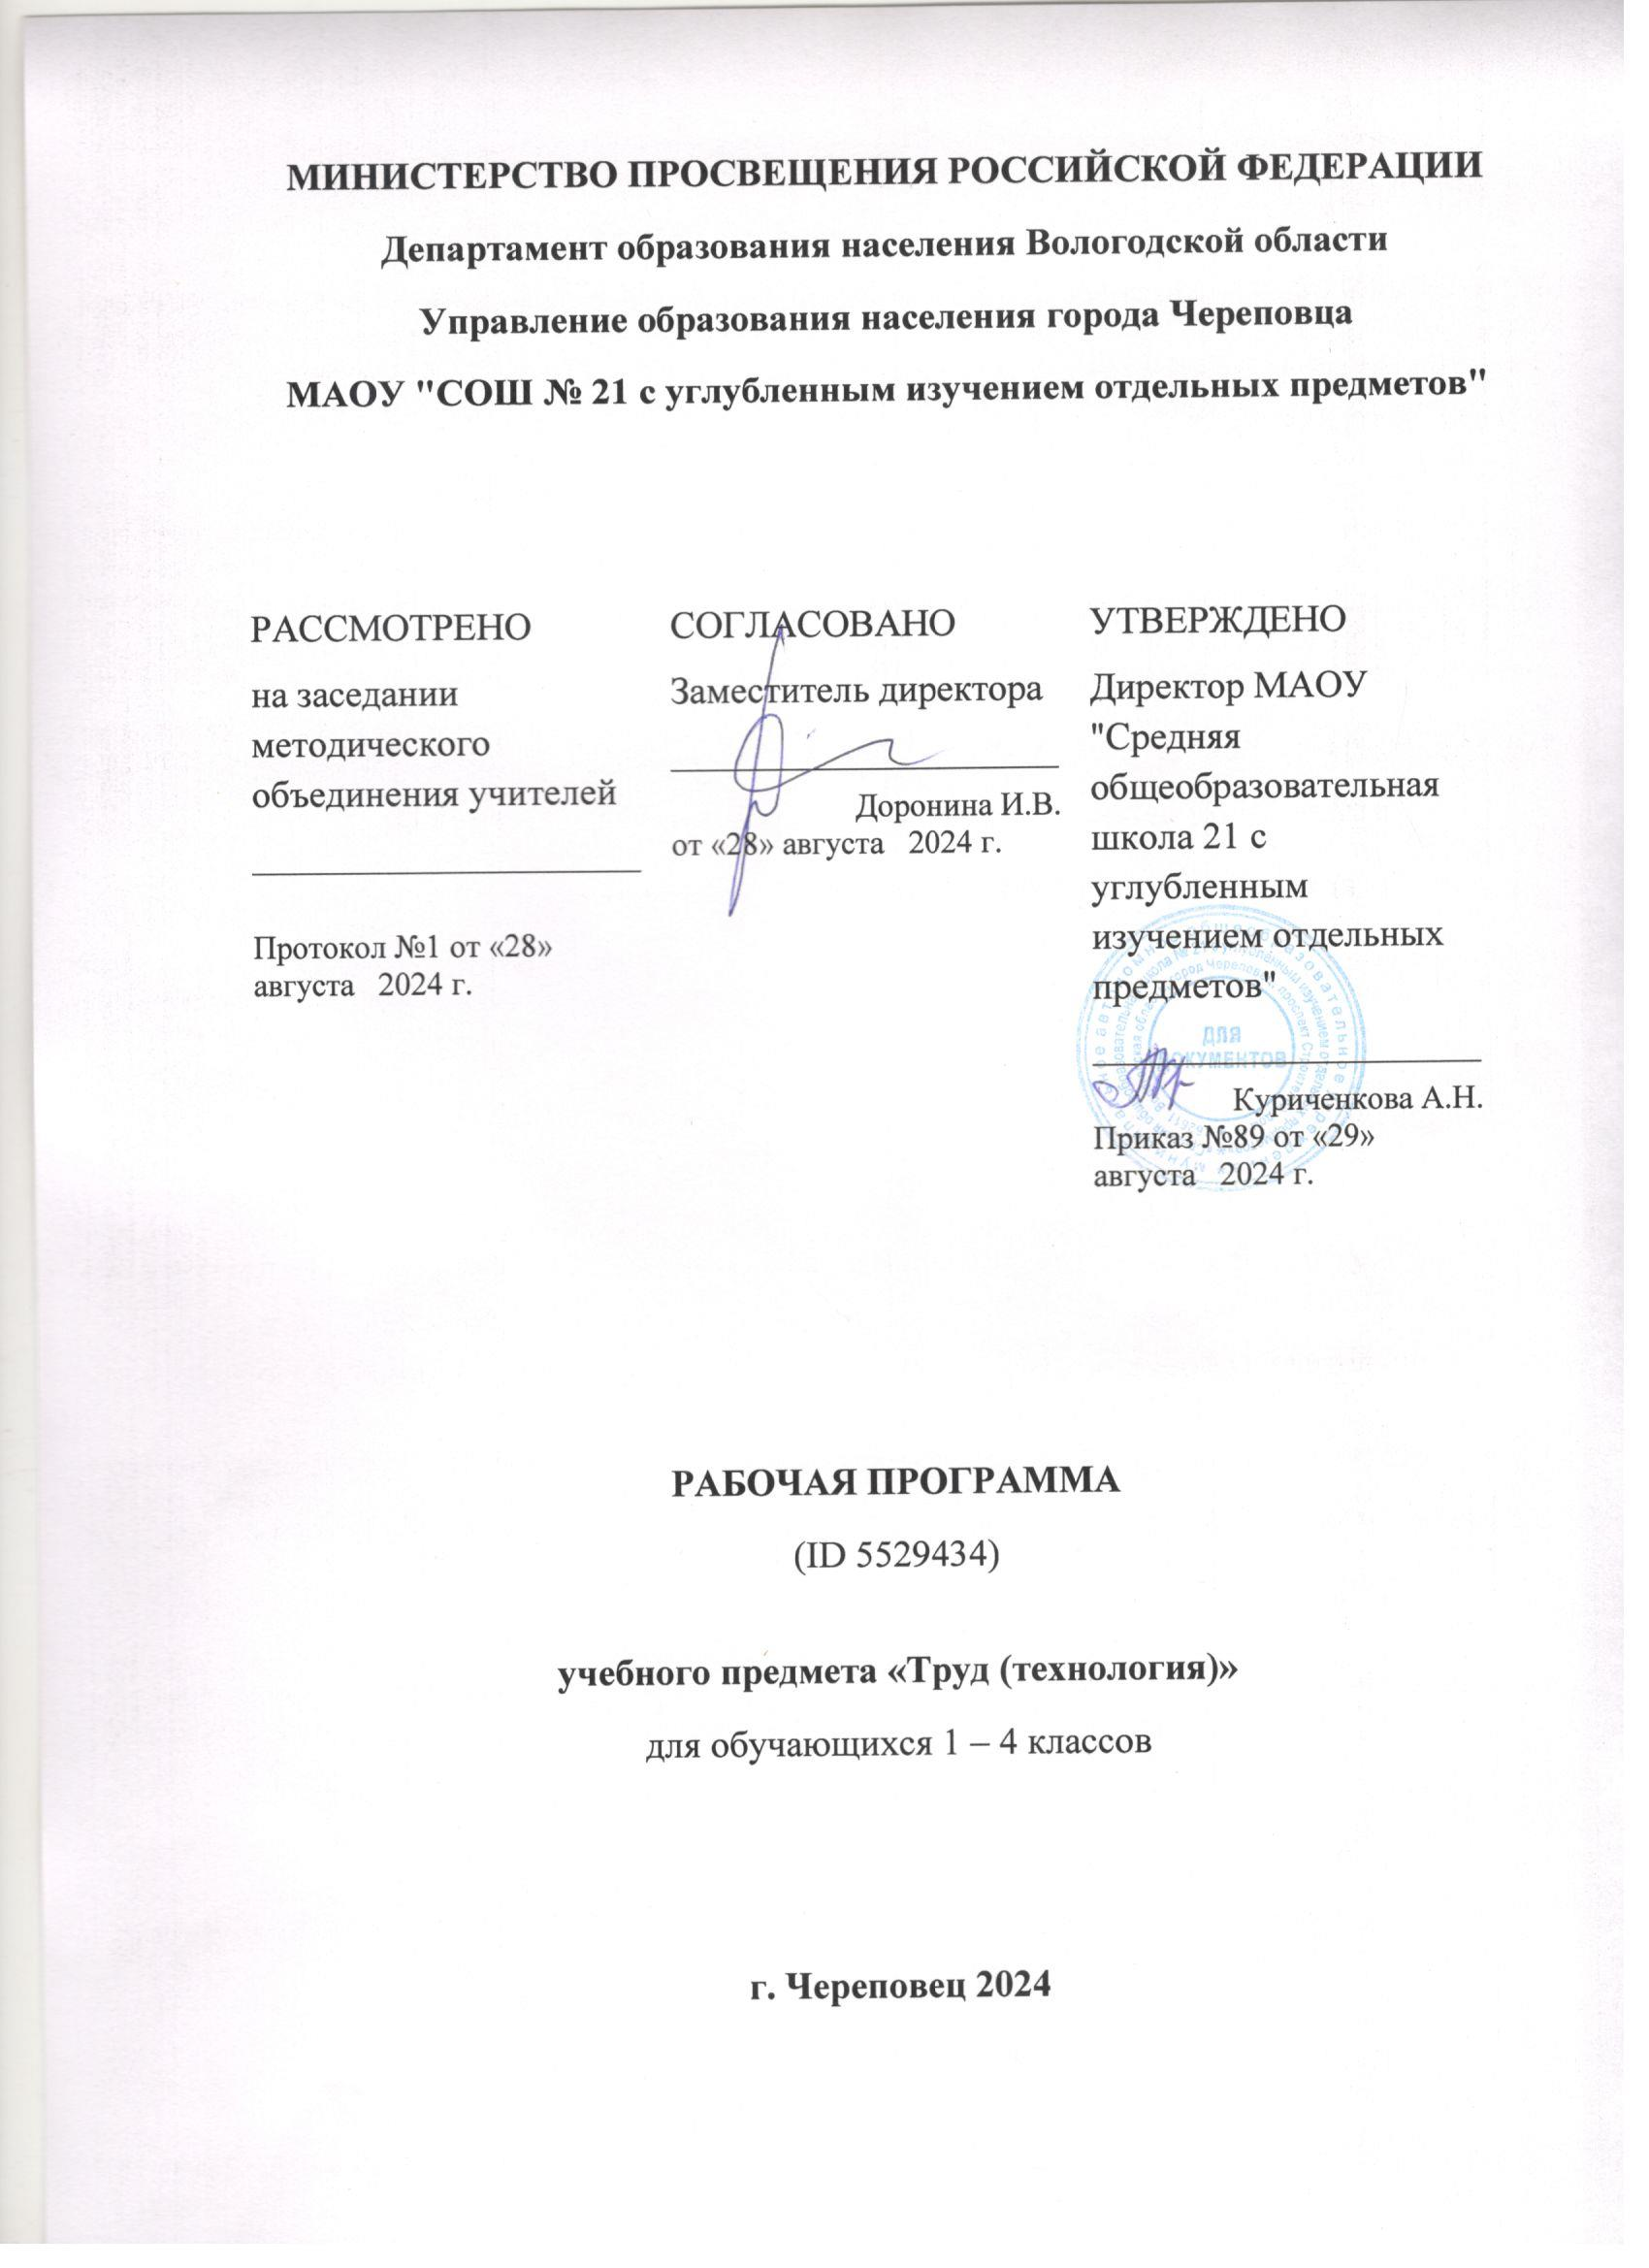 МИНИСТЕРСТВО ПРОСВЕЩЕНИЯ РОССИЙСКОЙ ФЕДЕРАЦИИ
Департамент образования населения Вологодской области
Управление образования населения города Череповца
МАОУ "СОШ № 21 с углубленным изучением отдельных предметов"
РАССМОТРЕНО
на заседании
методического
объединения учителей
Протокол №1 от «28»
августа 2024 г.
СОГЛАСОВАНО
Заместитель директора
Доронина И.В.
от «28» августа 2024 г.
УТВЕРЖДЕНО
Директор МАОУ
"Средняя
общеобразовательная
школа 21 с
углубленным
изучением отдельных
предметов"
ДЛЯ
ДОКУМЕНТОВ
Куриченкова А.Н.
Приказ №89 от «29»
августа 2024 г.
РАБОЧАЯ ПРОГРАММА
(ID 5529434)
учебного предмета «Труд (технология)»
для обучающихся 1 – 4 классов
г. Череповец 2024